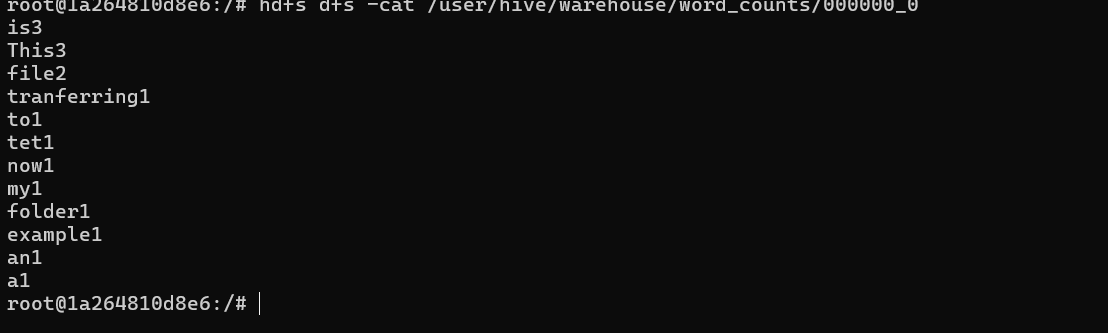 root@1a264810d8e6:/# hdfs dfs -cat /user/hive/warehouse/word_counts/000000_0
is3
This3
file2
tranferring1
to1
tet1
now1
my1
folder1
example1
an1
a1
root@1a264810d8e6:/#